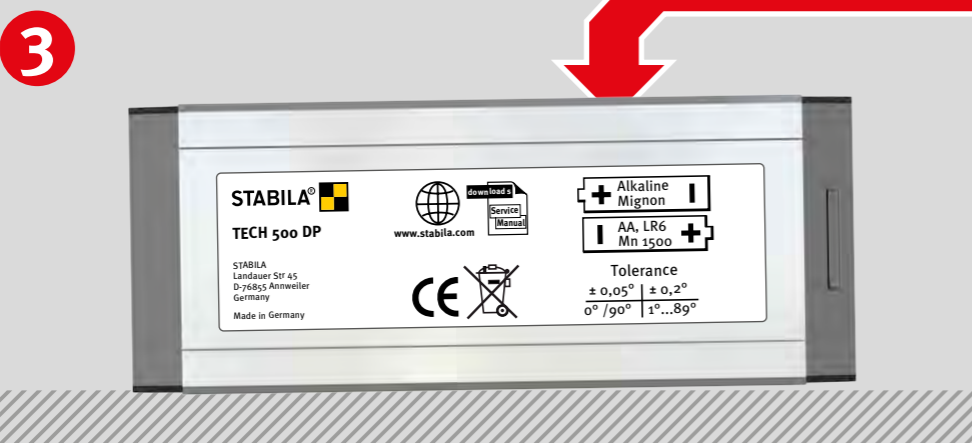 3
STABILA®
TECH 500 DP
STABILA
Landauer Str 45
D-76855 Annweiler
Germany
Made in Germany
downloads
Service
Manual
www.stabila.com
CE
+ Alkaline Mignon −
− AA, LR6 Mn 1500 +
Tolerance
± 0,05° ± 0,2°
0° /90° 1°...89°